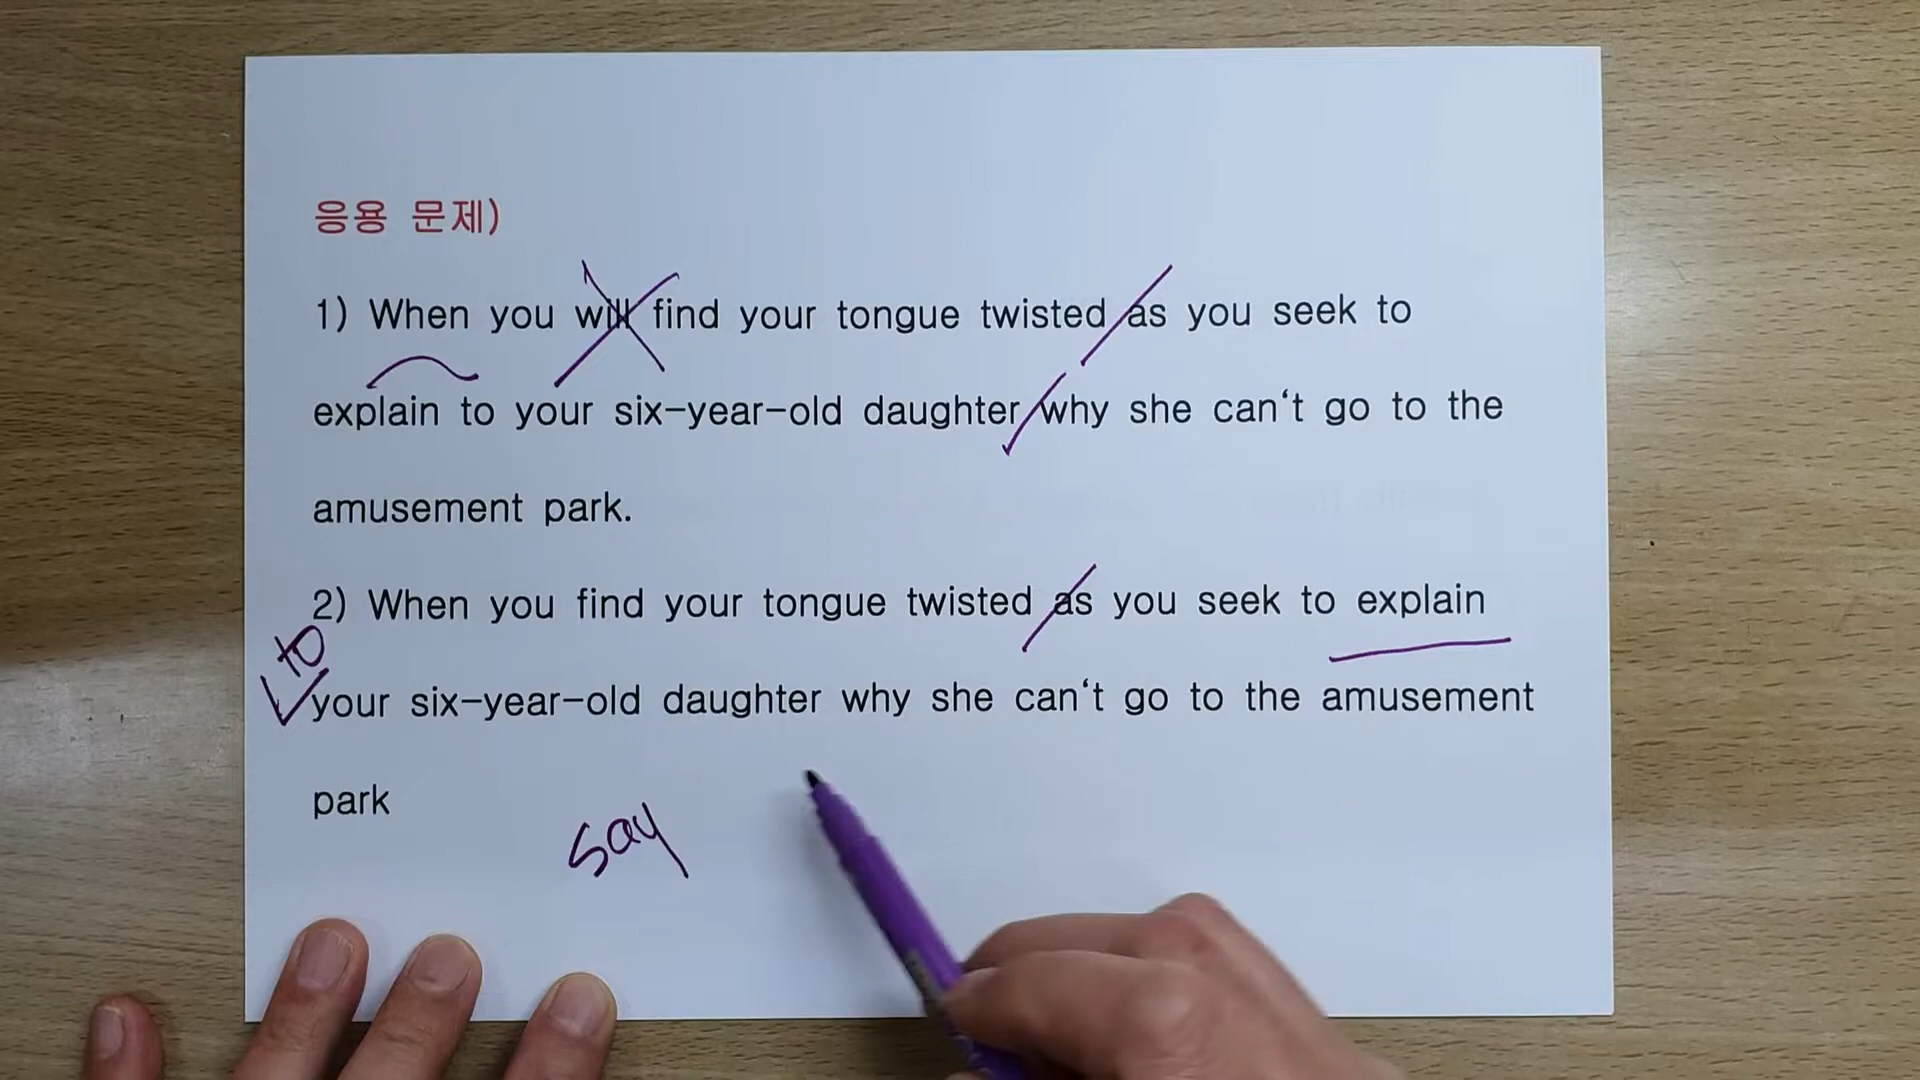 응용 문제)
1) When you will find your tongue twisted as you seek to
explain to your six-year-old daughter why she can't go to the
amusement park.
2) When you find your tongue twisted as you seek to explain
to
your six-year-old daughter why she can't go to the amusement
park
say